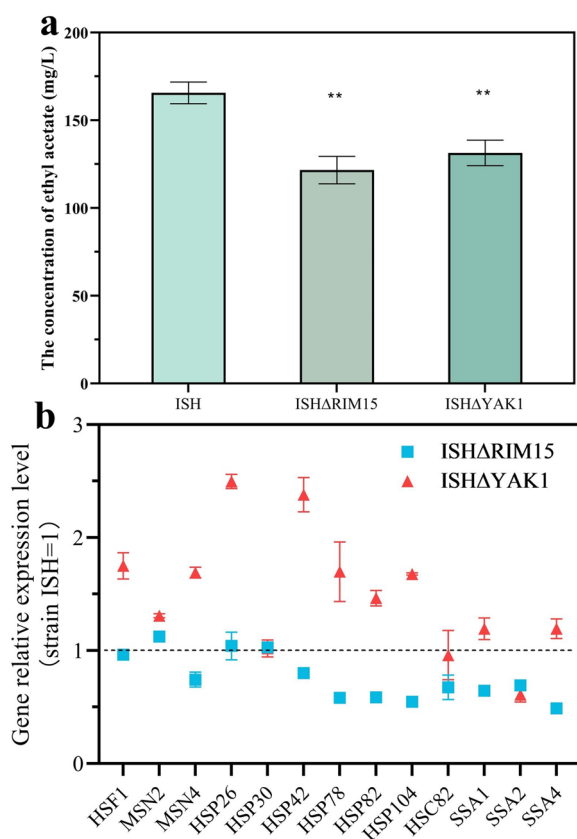 a
The concentration of ethyl acetate (mg/L)
200
150
100
50
0
**
**
ISH
ISHΔRIM15
ISHΔYAK1
b
Gene relative expression level
(strain ISH=1)
3
2
1
0
ISHΔRIM15
ISHΔYAK1
HSF1
MSN2
MSN4
HSP26
HSP30
HSP42
HSP78
HSP82
HSP104
HSC82
SSA1
SSA2
SSA4